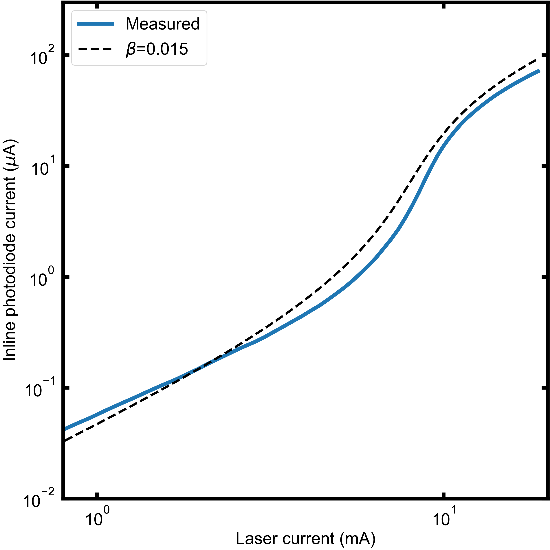 Measured
β=0.015
10²
10¹
10⁰
10⁻¹
10⁻²
10⁰
10¹
Inline photodiode current (μA)
Laser current (mA)